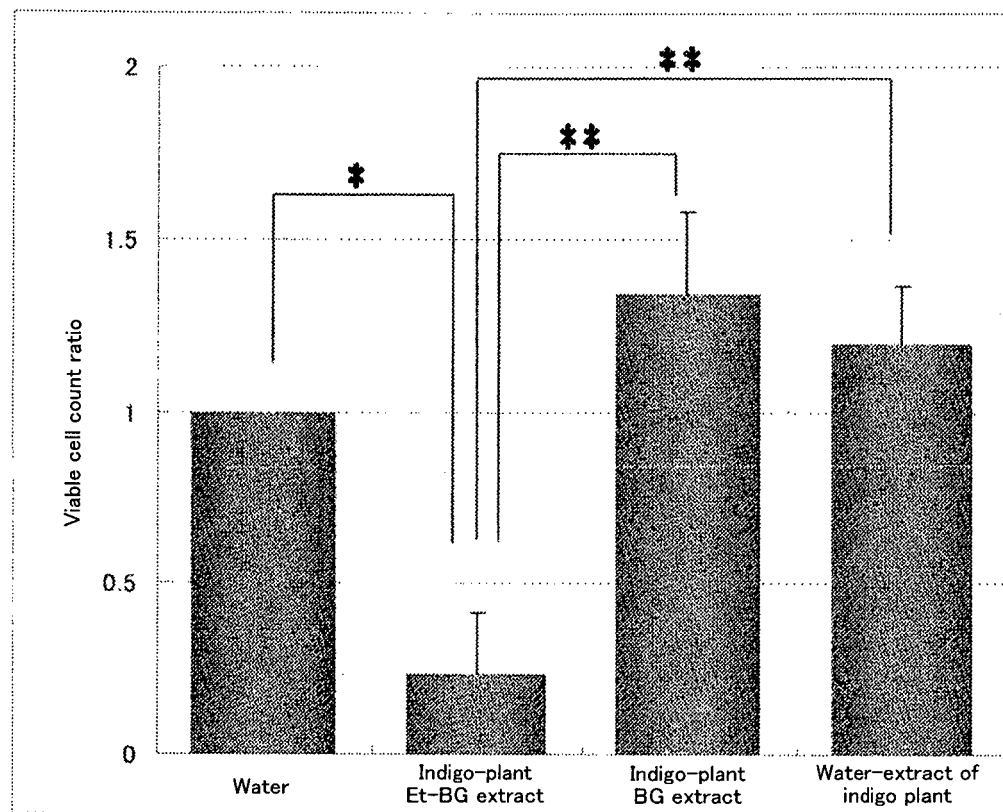 **
2
**
*
1.5
Viable cell count ratio
1
0.5
0
Water
Indigo-plant
Et-BG extract
Indigo-plant
BG extract
Water-extract of
indigo plant